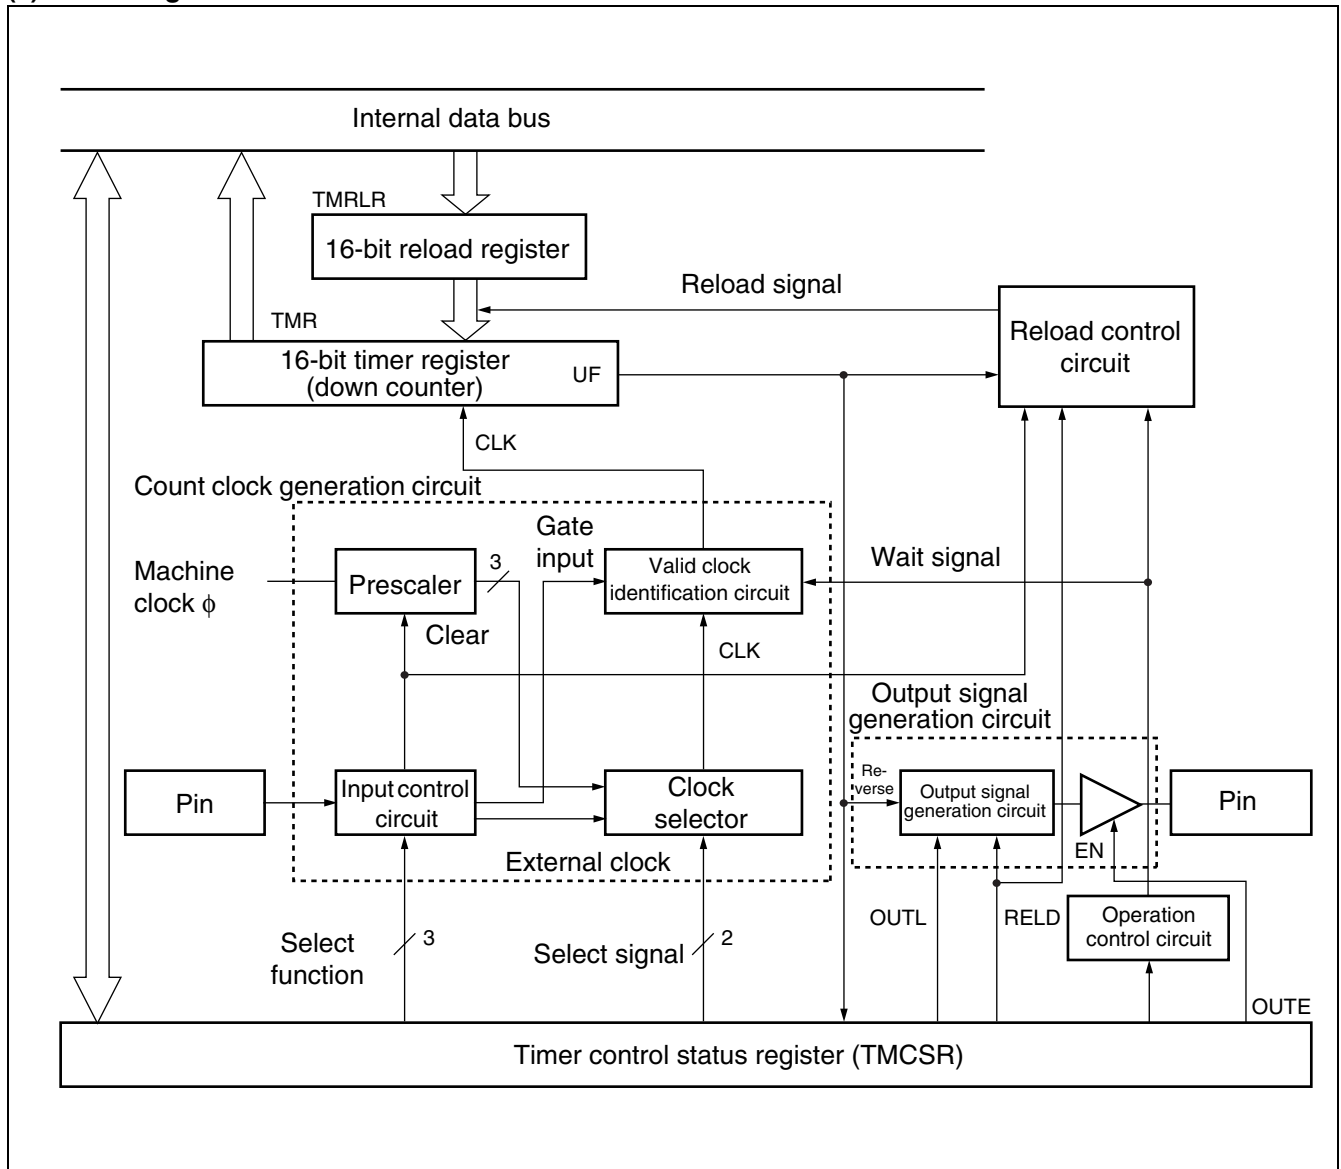 Internal data bus
TMRLR
16-bit reload register
Reload signal
TMR
16-bit timer register
(down counter)
UF
Reload control
circuit
CLK
Count clock generation circuit
Gate
input
Machine
clock ϕ
Prescaler
3
Valid clock
identification circuit
Wait signal
Clear
CLK
Output signal
generation circuit
Pin
Input control
circuit
Clock
selector
Re-
verse
Output signal
generation circuit
EN
Pin
External clock
OUTL
RELD
Operation
control circuit
Select
function
3
Select signal
2
OUTE
Timer control status register (TMCSR)